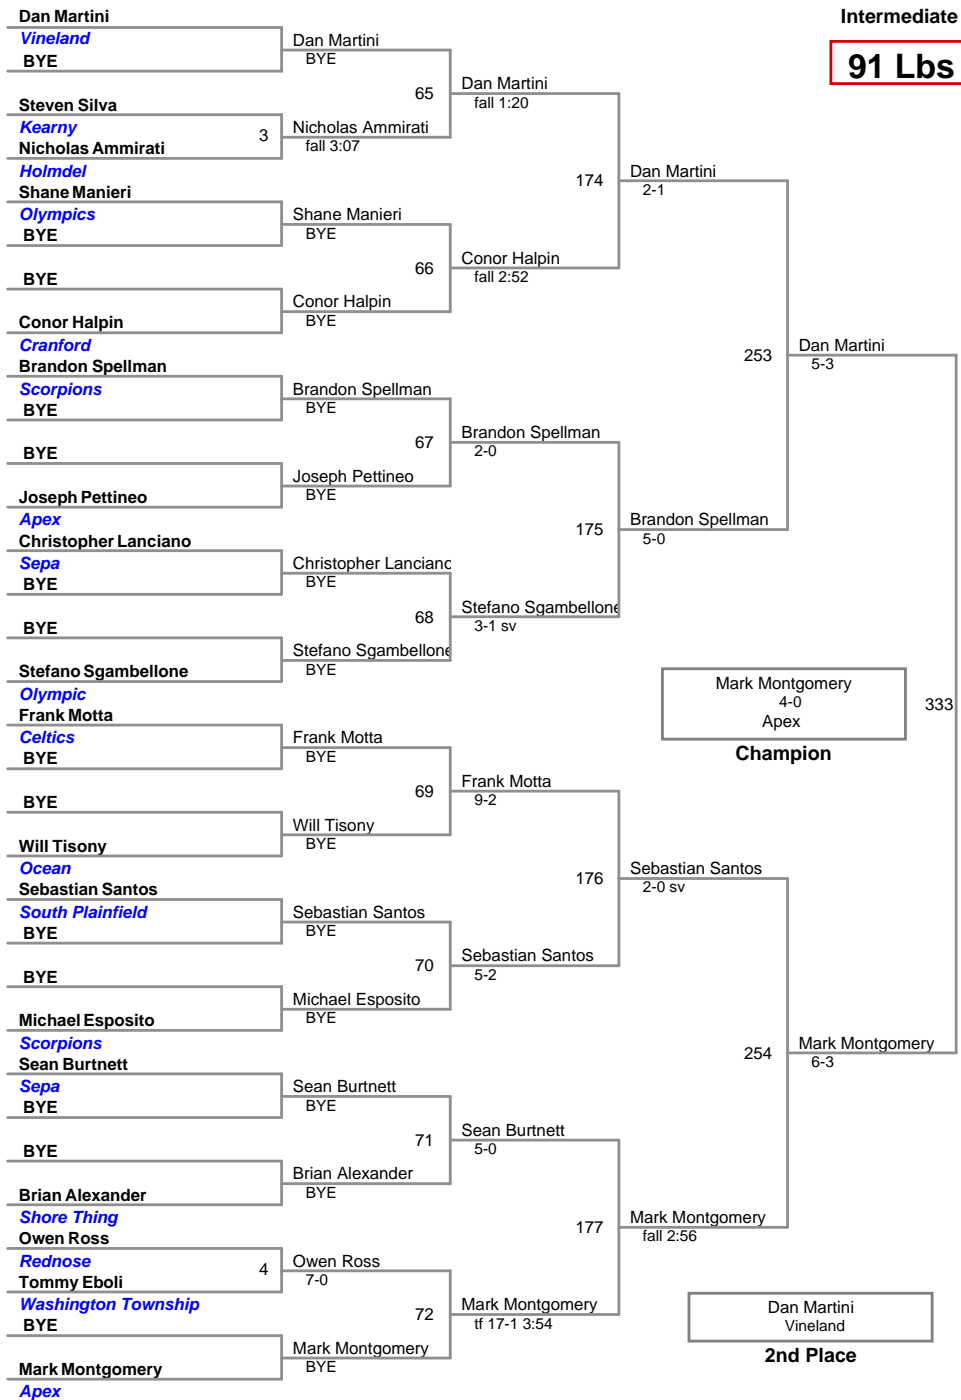 Intermediate
91 Lbs
Dan Martini
Vineland
BYE
Steven Silva
Kearny
Nicholas Ammirati
Holmdel
Shane Manieri
Olympics
BYE
BYE
Conor Halpin
Cranford
Brandon Spellman
Scorpions
BYE
BYE
Joseph Pettineo
Apex
Christopher Lanciano
Sepa
BYE
BYE
Stefano Sgambellone
Olympic
Frank Motta
Celtics
BYE
BYE
Will Tisony
Ocean
Sebastian Santos
South Plainfield
BYE
BYE
Michael Esposito
Scorpions
Sean Burtnett
Sepa
BYE
BYE
Brian Alexander
Shore Thing
Owen Ross
Rednose
Tommy Eboli
Washington Township
BYE
Mark Montgomery
Apex
3
4
Dan Martini
BYE
Nicholas Ammirati
fall 3:07
Shane Manieri
BYE
Conor Halpin
BYE
Brandon Spellman
BYE
Joseph Pettineo
BYE
Christopher Lanciano
BYE
Stefano Sgambellone
BYE
Frank Motta
BYE
Will Tisony
BYE
Sebastian Santos
BYE
Michael Esposito
BYE
Sean Burtnett
BYE
Brian Alexander
BYE
Owen Ross
7-0
Mark Montgomery
BYE
65
66
67
68
69
70
71
72
Dan Martini
fall 1:20
Conor Halpin
fall 2:52
Brandon Spellman
2-0
Stefano Sgambellone
3-1 sv
Frank Motta
9-2
Sebastian Santos
5-2
Sean Burtnett
5-0
Mark Montgomery
tf 17-1 3:54
174
175
176
177
Dan Martini
2-1
Brandon Spellman
5-0
Sebastian Santos
2-0 sv
Mark Montgomery
fall 2:56
253
254
Dan Martini
5-3
Mark Montgomery
6-3
333
Mark Montgomery
4-0
Apex
Champion
Dan Martini
Vineland
2nd Place